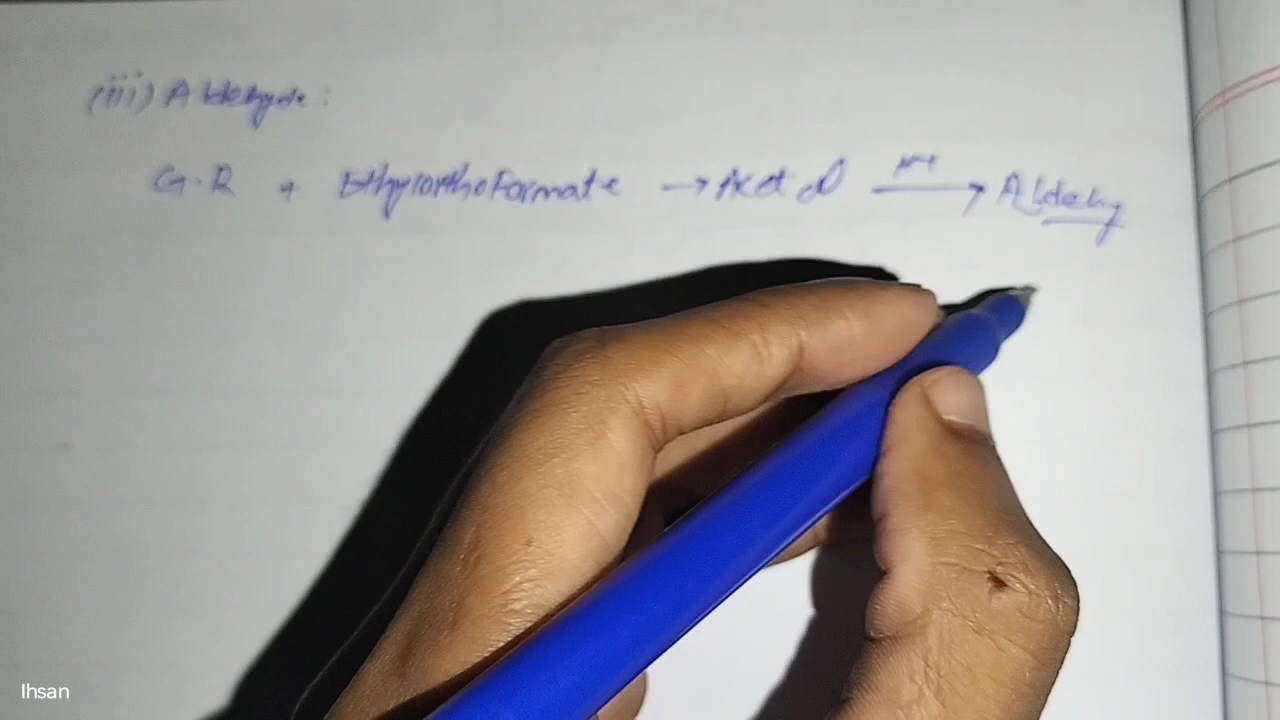 (iii) Aldehyde:
G.R + Ethylorthoformate → Acetal H+ → Aldehy
Ihsan